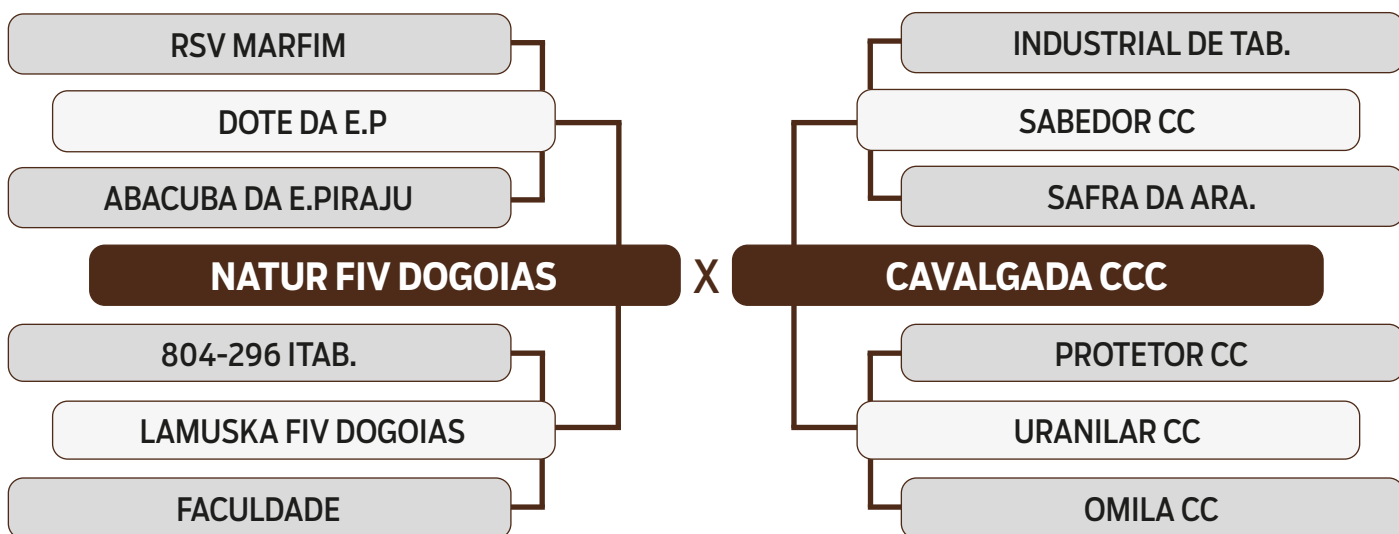 RSV MARFIM
DOTE DA E.P
ABACUBA DA E.PIRAJU
NATUR FIV DOGOIAS
804-296 ITAB.
LAMUSKA FIV DOGOIAS
FACULDADE
X
INDUSTRIAL DE TAB.
SABEDOR CC
SAFRA DA ARA.
CAVALGADA CCC
PROTETOR CC
URANILAR CC
OMILA CC